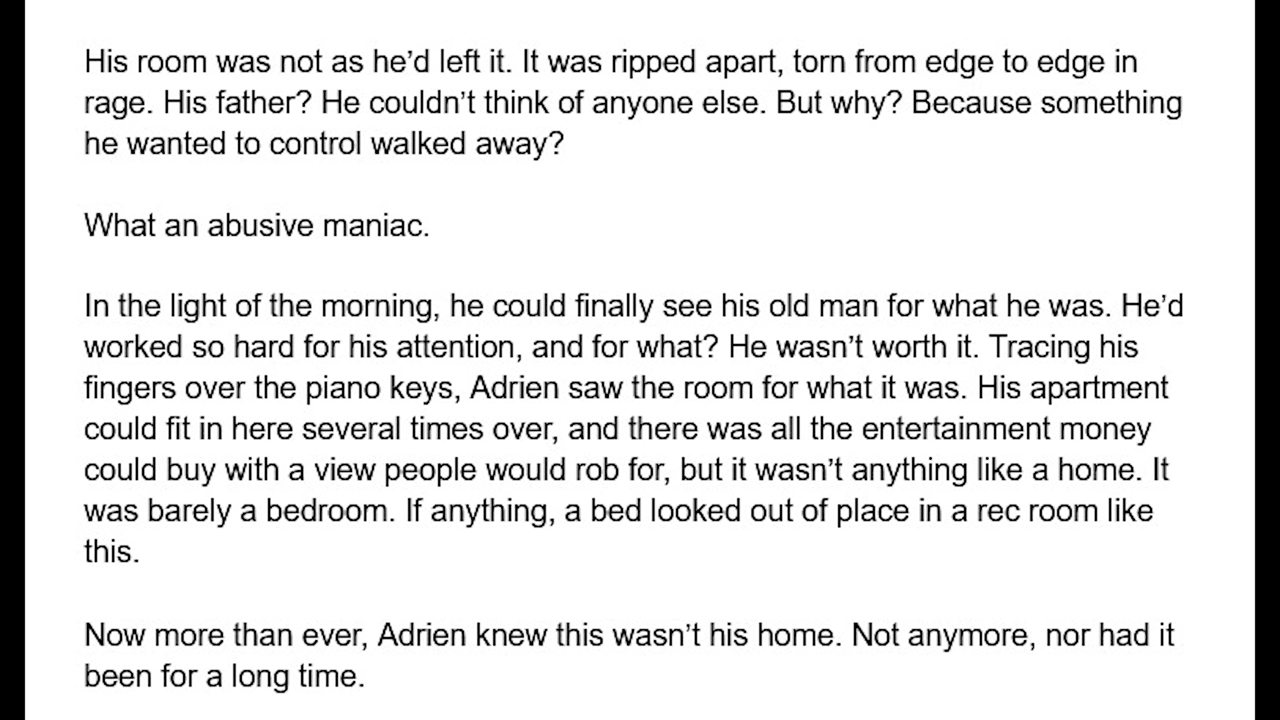 His room was not as he’d left it. It was ripped apart, torn from edge to edge in
rage. His father? He couldn’t think of anyone else. But why? Because something
he wanted to control walked away?
What an abusive maniac.
In the light of the morning, he could finally see his old man for what he was. He’d
worked so hard for his attention, and for what? He wasn’t worth it. Tracing his
fingers over the piano keys, Adrien saw the room for what it was. His apartment
could fit in here several times over, and there was all the entertainment money
could buy with a view people would rob for, but it wasn’t anything like a home. It
was barely a bedroom. If anything, a bed looked out of place in a rec room like
this.
Now more than ever, Adrien knew this wasn’t his home. Not anymore, nor had it
been for a long time.